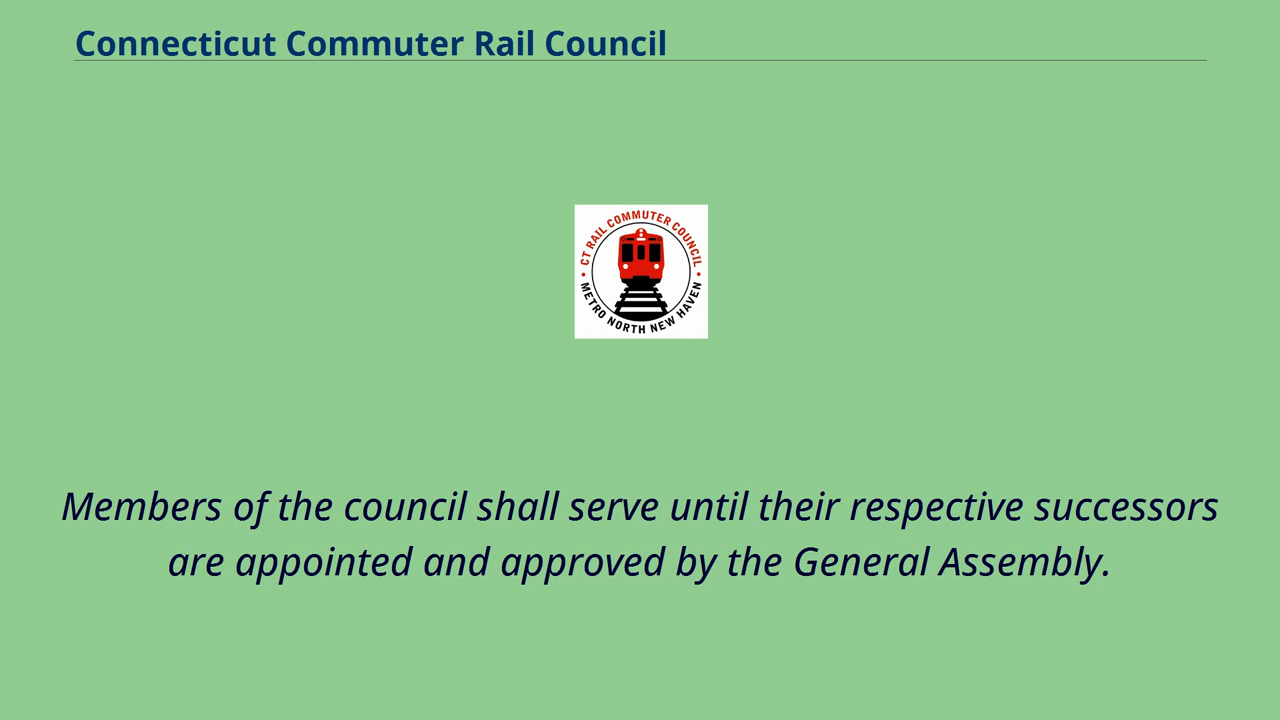 Connecticut Commuter Rail Council
CT RAIL COMMUTER COUNCIL
METRO NORTH NEW HAVEN
Members of the council shall serve until their respective successors
are appointed and approved by the General Assembly.